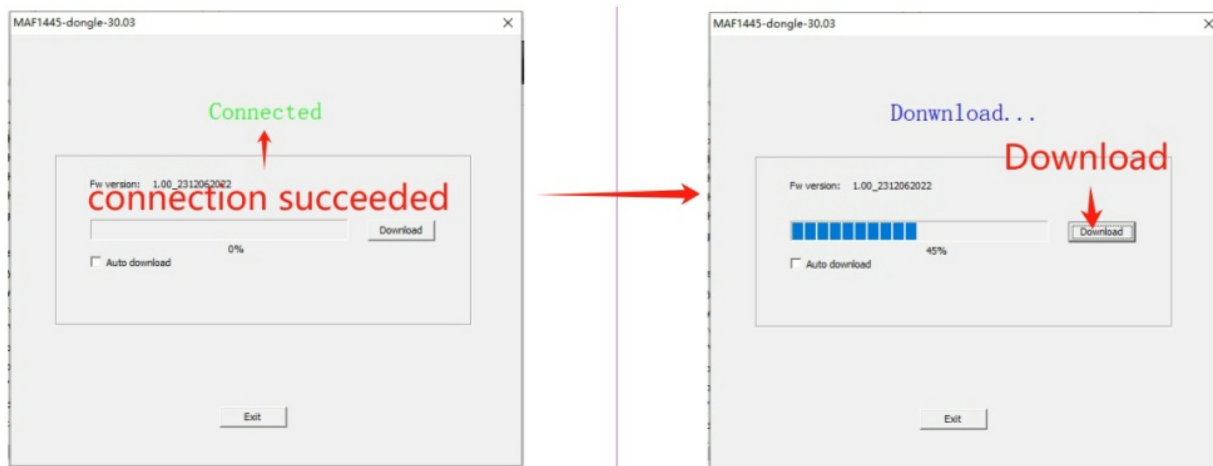 MAF1445-dongle-30.03
Connected
Fw version: 1.00_2312062022
connection succeeded
Download
0%
Auto download
Exit
MAF1445-dongle-30.03
Donwnload...
Download
Fw version: 1.00_2312062022
Download
45%
Auto download
Exit